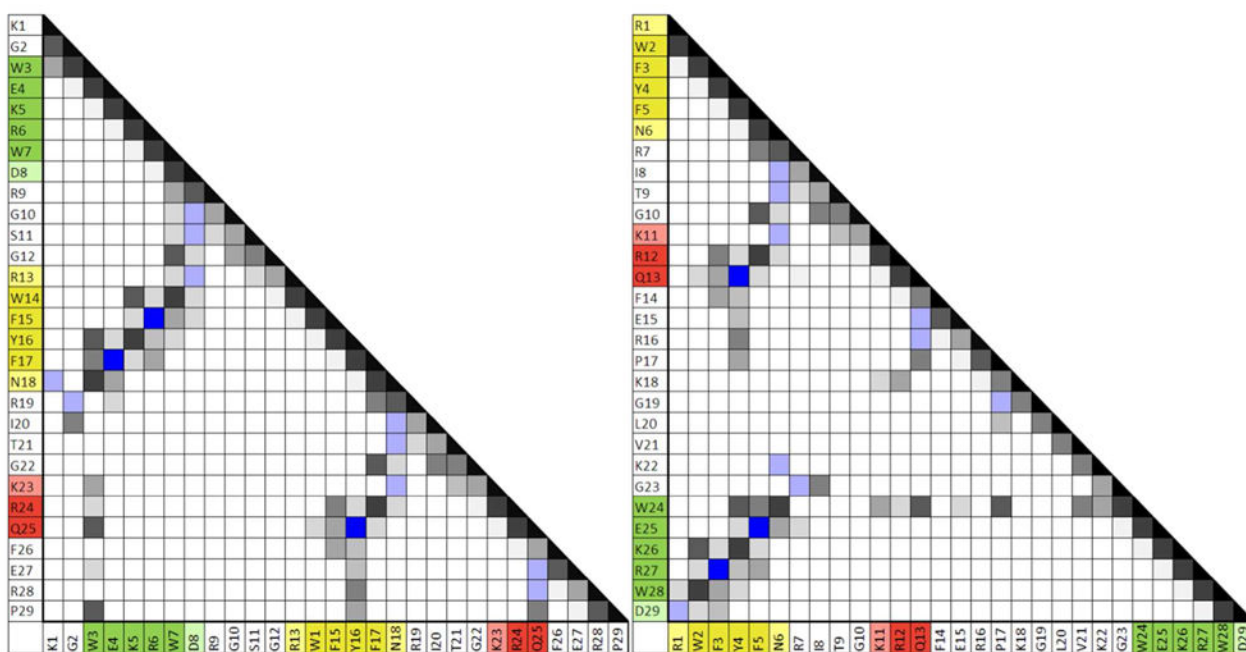 K1
G2
W3
E4
K5
R6
W7
D8
R9
G10
S11
G12
R13
W14
F15
Y16
F17
N18
R19
I20
T21
G22
K23
R24
Q25
F26
E27
R28
P29
K1 G2 W3 E4 K5 R6 W7 D8 R9 G10 S11 G12 R13 W1 F15 Y16 F17 N18 R19 I20 T21 G22 K23 R24 Q25 F26 E27 R28 P29
R1
W2
F3
Y4
F5
N6
R7
I8
T9
G10
K11
R12
Q13
F14
E15
R16
P17
K18
G19
L20
V21
K22
G23
W24
E25
K26
R27
W28
D29
R1 W2 F3 Y4 F5 N6 R7 I8 T9 G10 K11 R12 Q13 F14 E15 R16 P17 K18 G19 L20 V21 K22 G23 W24 E25 K26 R27 W28 D29